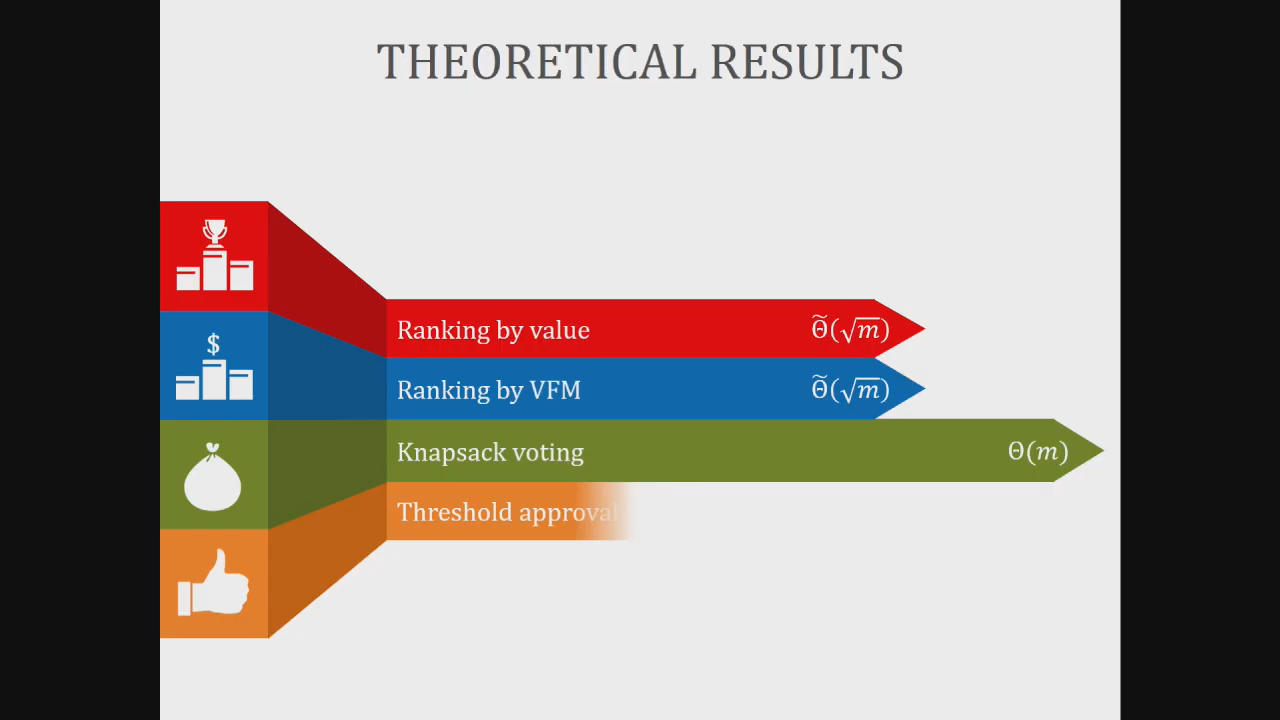 THEORETICAL RESULTS
Ranking by value Θ̃(√m)
$
Ranking by VFM Θ̃(√m)
Knapsack voting Θ(m)
Threshold approval